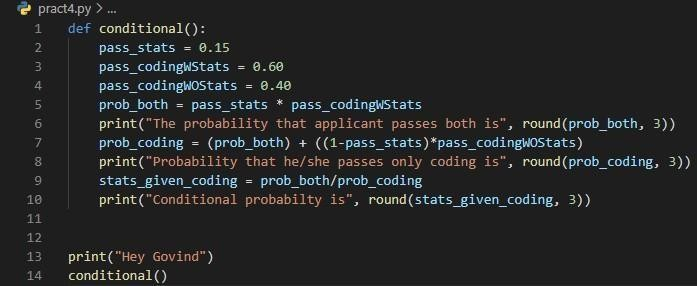 pract4.py > ...
1 def conditional():
2     pass_stats = 0.15
3     pass_codingWStats = 0.60
4     pass_codingWOStats = 0.40
5     prob_both = pass_stats * pass_codingWStats
6     print("The probability that applicant passes both is", round(prob_both, 3))
7     prob_coding = (prob_both) + ((1-pass_stats)*pass_codingWOStats)
8     print("Probability that he/she passes only coding is", round(prob_coding, 3))
9     stats_given_coding = prob_both/prob_coding
10     print("Conditional probabilty is", round(stats_given_coding, 3))
11
12
13 print("Hey Govind")
14 conditional()